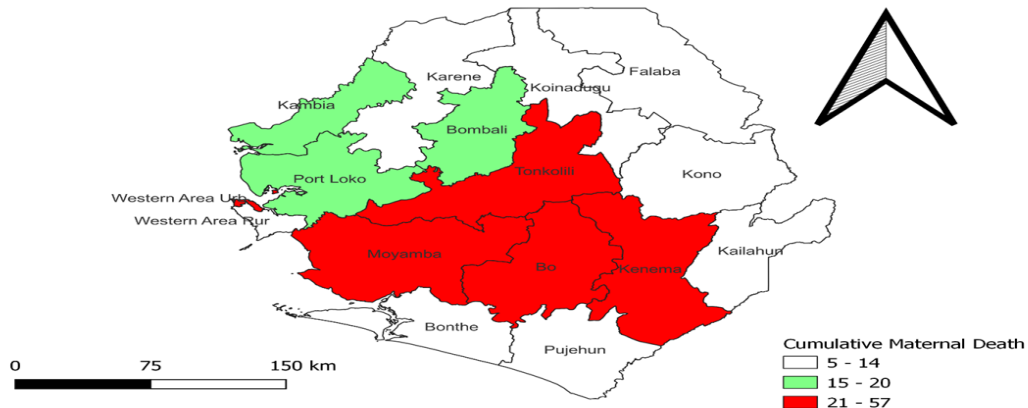 Falaba
Karene
Koinadugu
Kambia
Bombali
Tonkolili
Kono
Port Loko
Western Area Urb
Western Area Rur
Moyamba
Bo
Kenema
Kailahun
Bonthe
Pujehun
0 75 150 km
Cumulative Maternal Death
5 - 14
15 - 20
21 - 57